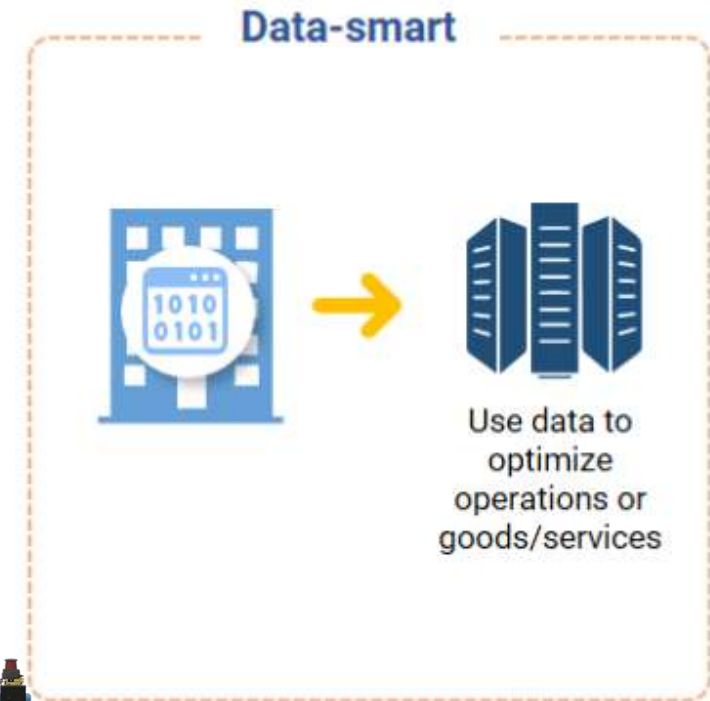 Data-smart
1010
0101
Use data to
optimize
operations or
goods/services